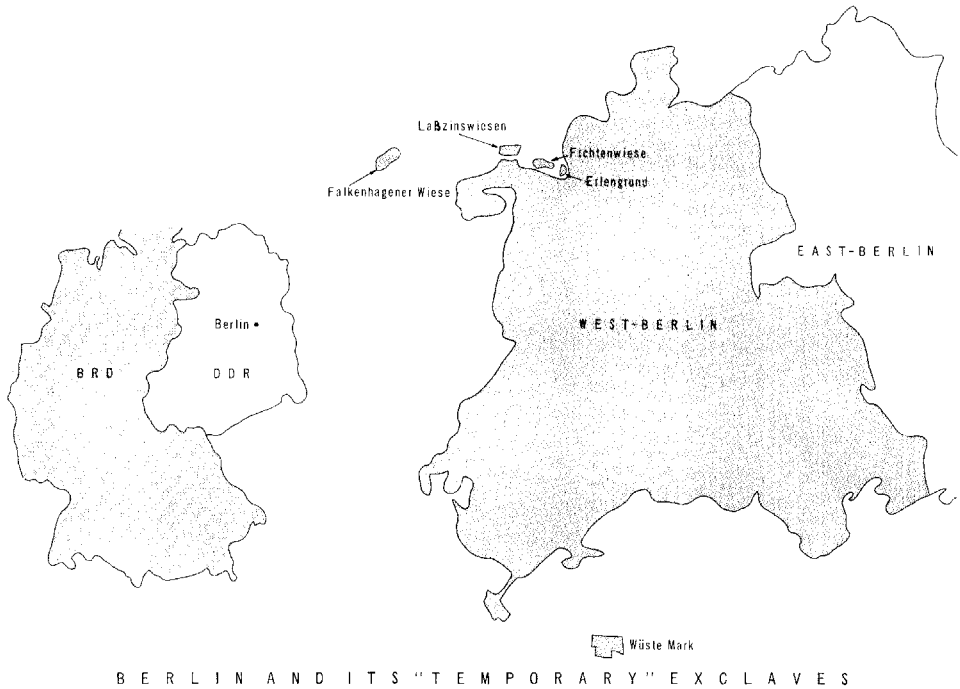 Laßzinswiesen
Fichtenwiese
Falkenhagener Wiese
Erlengrund
EAST-BERLIN
Berlin
WEST-BERLIN
BRD
DDR
Wüste Mark
BERLIN AND ITS "TEMPORARY" EXCLAVES